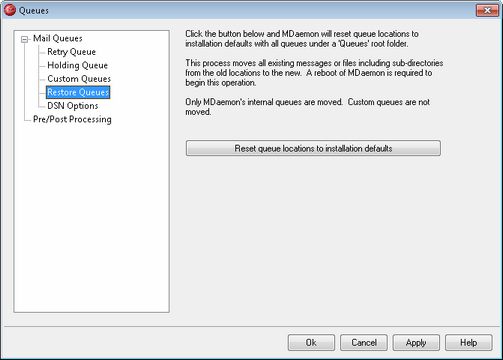 Queues
Mail Queues
Retry Queue
Holding Queue
Custom Queues
Restore Queues
DSN Options
Pre/Post Processing
Click the button below and MDaemon will reset queue locations to
installation defaults with all queues under a 'Queues' root folder.
This process moves all existing messages or files including sub-directories
from the old locations to the new.  A reboot of MDaemon is required to
begin this operation.
Only MDaemon's internal queues are moved.  Custom queues are not
moved.
Reset queue locations to installation defaults
Ok
Cancel
Apply
Help